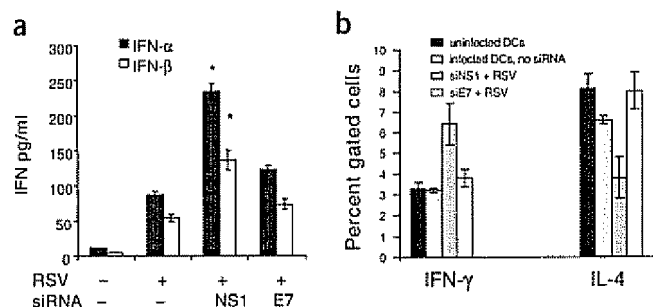 a
IFN-α
IFN-β
IFN pg/ml
300
250
200
150
100
50
0
*
*
RSV − + + +
siRNA − − NS1 E7
b
uninfected DCs
infected DCs, no siRNA
siNS1 + RSV
siE7 + RSV
Percent gated cells
10
9
8
7
6
5
4
3
2
1
0
IFN-γ
IL-4